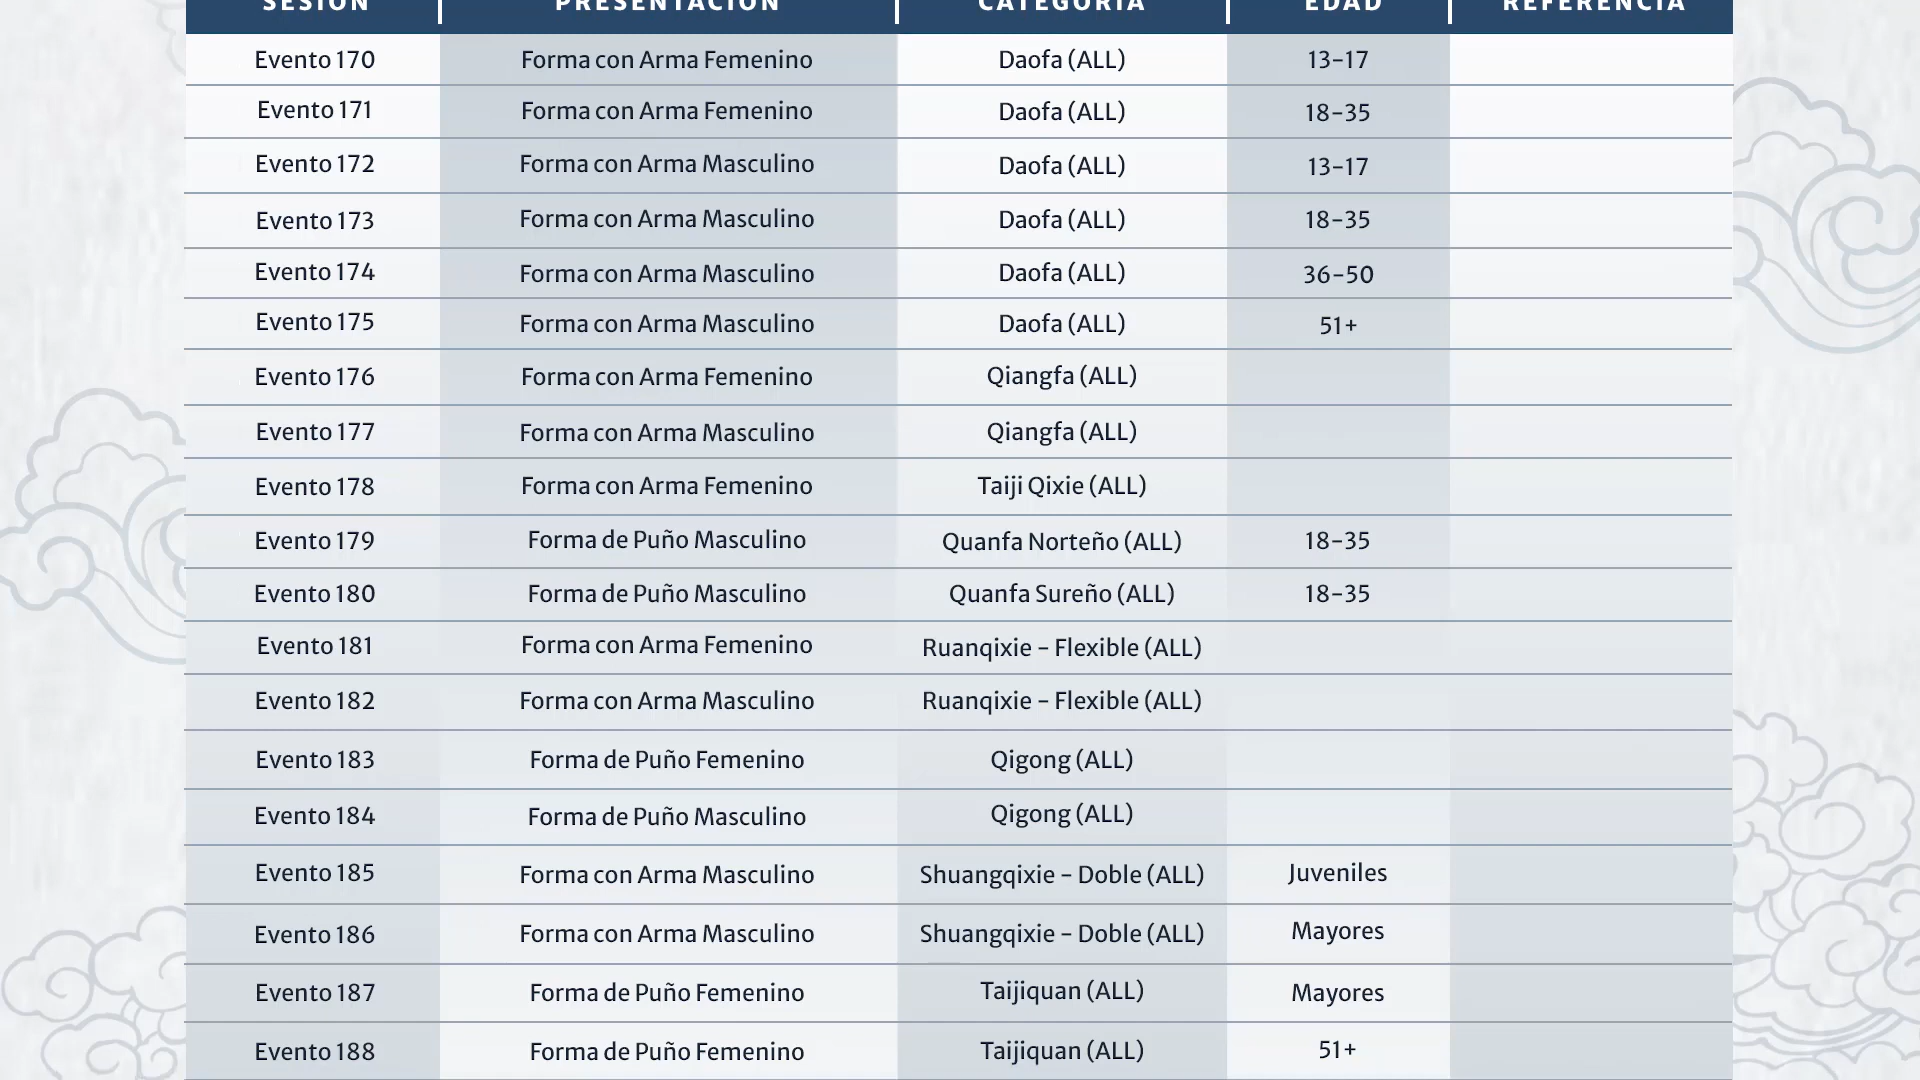 SESIÓN PRESENTACIÓN CATEGORÍA EDAD REFERENCIA
Evento 170 Forma con Arma Femenino Daofa (ALL) 13-17
Evento 171 Forma con Arma Femenino Daofa (ALL) 18-35
Evento 172 Forma con Arma Masculino Daofa (ALL) 13-17
Evento 173 Forma con Arma Masculino Daofa (ALL) 18-35
Evento 174 Forma con Arma Masculino Daofa (ALL) 36-50
Evento 175 Forma con Arma Masculino Daofa (ALL) 51+
Evento 176 Forma con Arma Femenino Qiangfa (ALL)
Evento 177 Forma con Arma Masculino Qiangfa (ALL)
Evento 178 Forma con Arma Femenino Taiji Qixie (ALL)
Evento 179 Forma de Puño Masculino Quanfa Norteño (ALL) 18-35
Evento 180 Forma de Puño Masculino Quanfa Sureño (ALL) 18-35
Evento 181 Forma con Arma Femenino Ruanqixie - Flexible (ALL)
Evento 182 Forma con Arma Masculino Ruanqixie - Flexible (ALL)
Evento 183 Forma de Puño Femenino Qigong (ALL)
Evento 184 Forma de Puño Masculino Qigong (ALL)
Evento 185 Forma con Arma Masculino Shuangqixie - Doble (ALL) Juveniles
Evento 186 Forma con Arma Masculino Shuangqixie - Doble (ALL) Mayores
Evento 187 Forma de Puño Femenino Taijiquan (ALL) Mayores
Evento 188 Forma de Puño Femenino Taijiquan (ALL) 51+